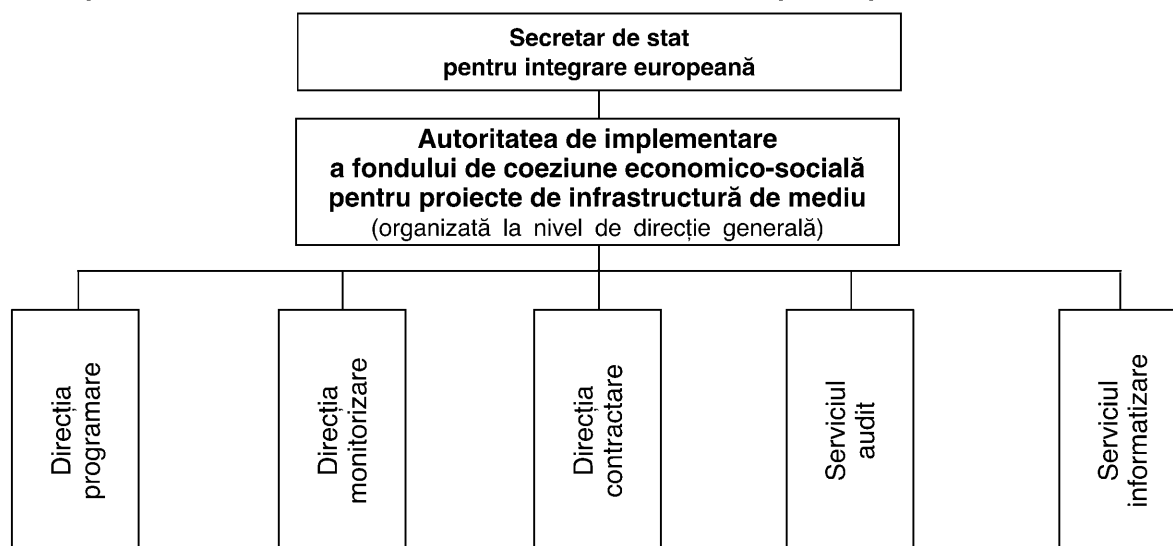 Secretar de stat
pentru integrare europeană
Autoritatea de implementare
a fondului de coeziune economico-socială
pentru proiecte de infrastructură de mediu
(organizată la nivel de direcție generală)
Direcția
programare
Direcția
monitorizare
Direcția
contractare
Serviciul
audit
Serviciul
informatizare